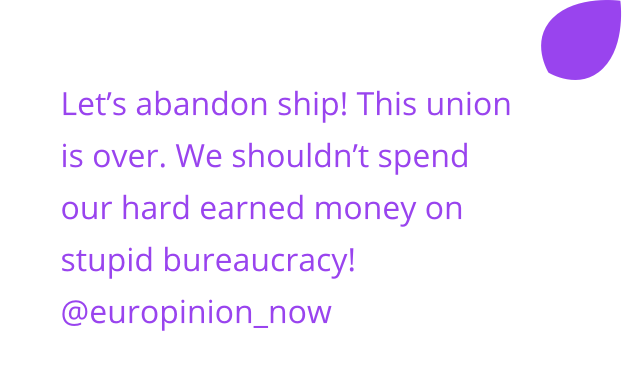 Let’s abandon ship! This union
is over. We shouldn’t spend
our hard earned money on
stupid bureaucracy!
@europinion_now